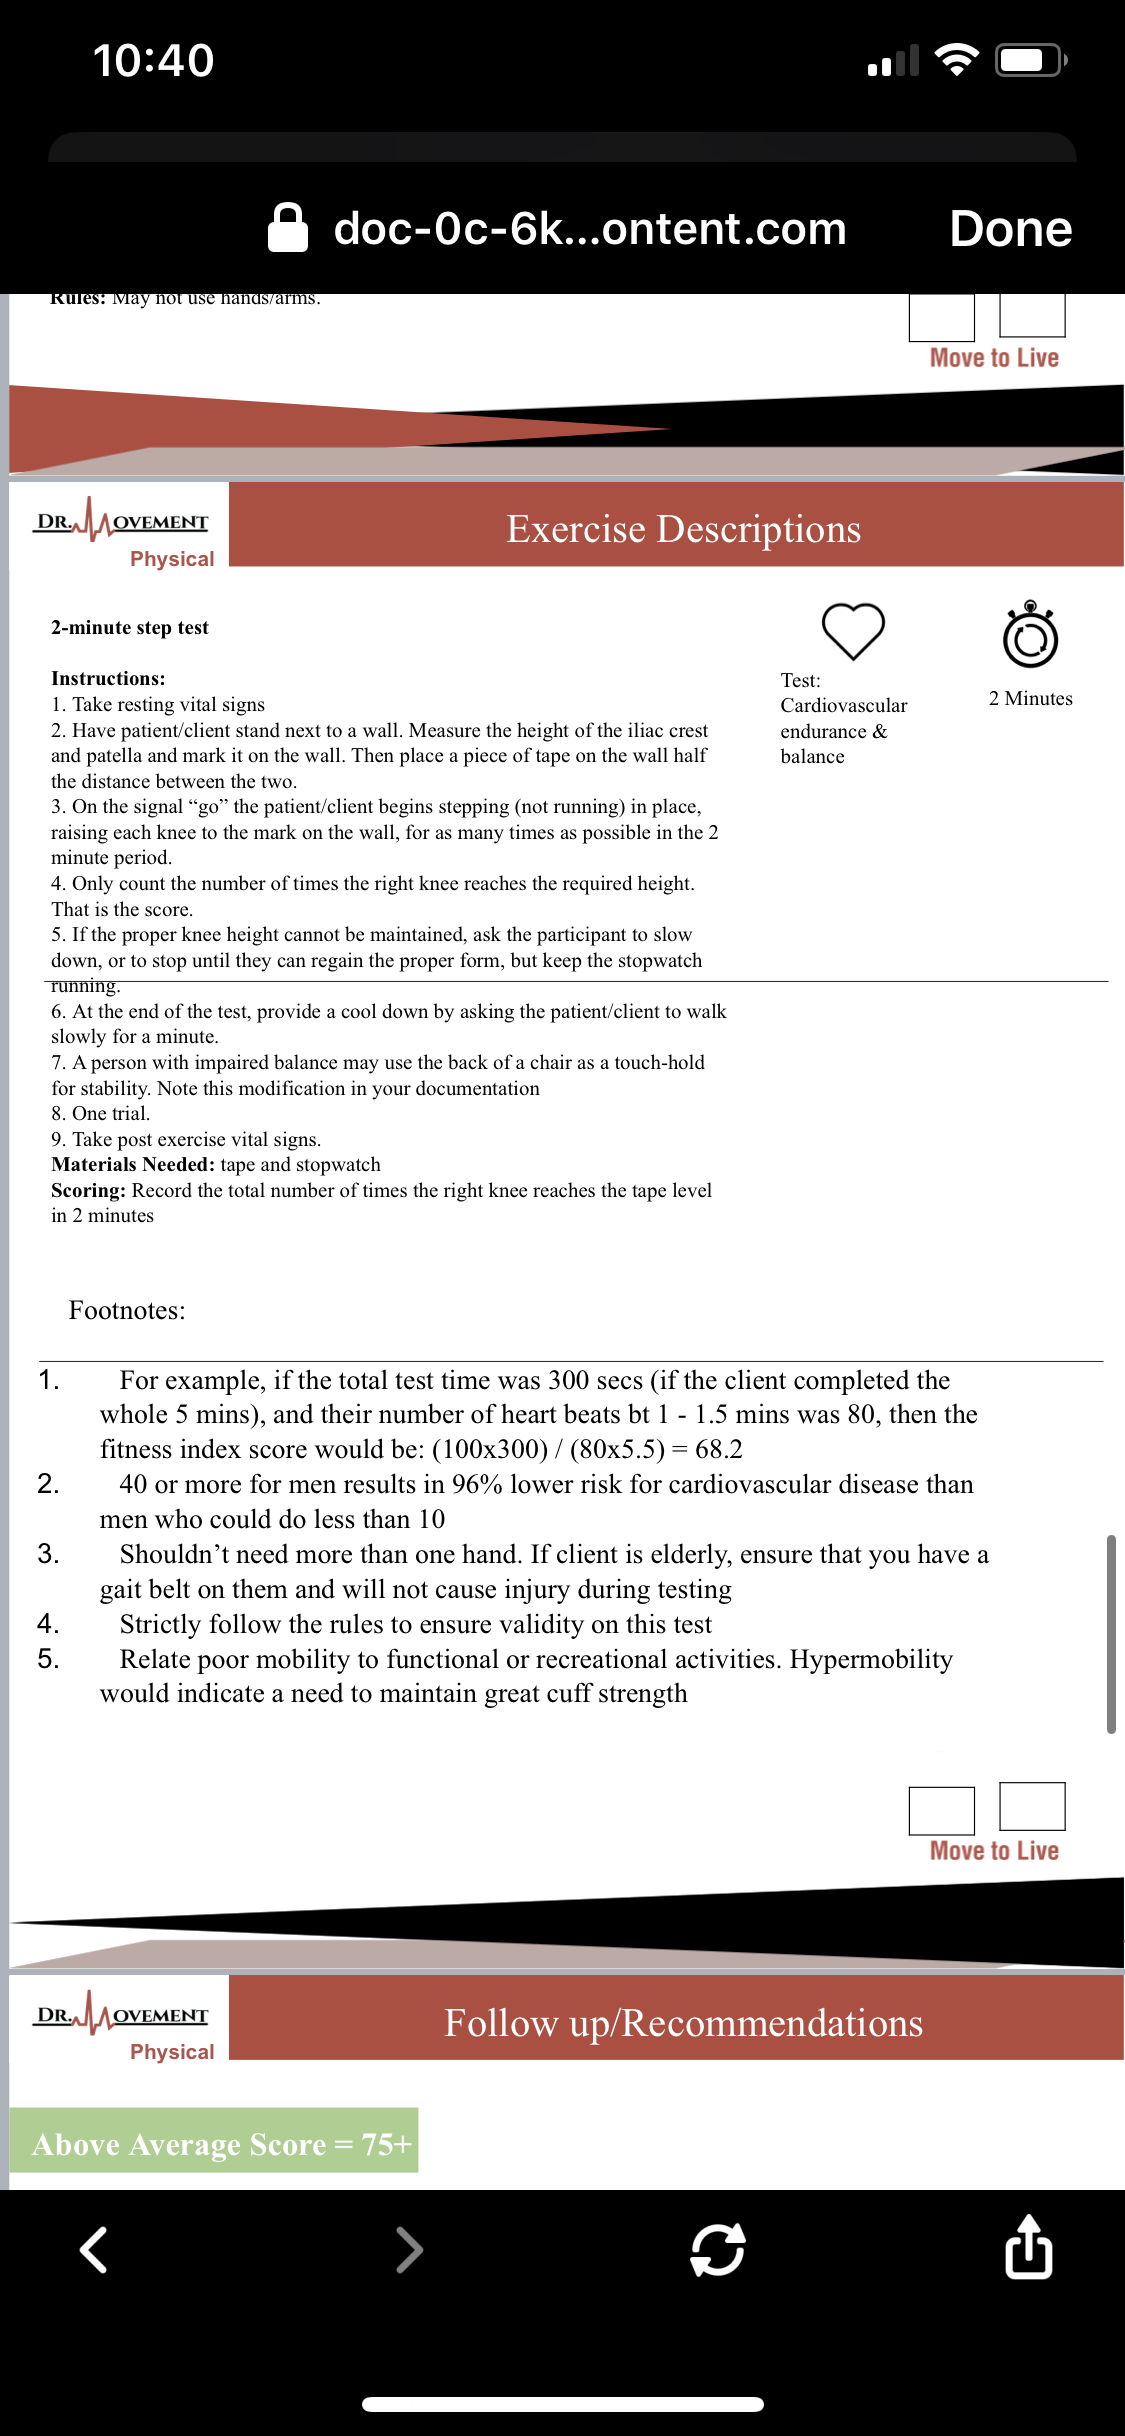 10:40
doc-0c-6k...ontent.com
Done
Rules: May not use hands/arms.
Move to Live
DR. MOVEMENT
Physical
Exercise Descriptions
2-minute step test
Instructions:
1. Take resting vital signs
2. Have patient/client stand next to a wall. Measure the height of the iliac crest
and patella and mark it on the wall. Then place a piece of tape on the wall half
the distance between the two.
3. On the signal “go” the patient/client begins stepping (not running) in place,
raising each knee to the mark on the wall, for as many times as possible in the 2
minute period.
4. Only count the number of times the right knee reaches the required height.
That is the score.
5. If the proper knee height cannot be maintained, ask the participant to slow
down, or to stop until they can regain the proper form, but keep the stopwatch
running.
6. At the end of the test, provide a cool down by asking the patient/client to walk
slowly for a minute.
7. A person with impaired balance may use the back of a chair as a touch-hold
for stability. Note this modification in your documentation
8. One trial.
9. Take post exercise vital signs.
Materials Needed: tape and stopwatch
Scoring: Record the total number of times the right knee reaches the tape level
in 2 minutes
Test:
Cardiovascular
endurance &
balance
2 Minutes
Footnotes:
1. For example, if the total test time was 300 secs (if the client completed the
whole 5 mins), and their number of heart beats bt 1 - 1.5 mins was 80, then the
fitness index score would be: (100x300) / (80x5.5) = 68.2
2. 40 or more for men results in 96% lower risk for cardiovascular disease than
men who could do less than 10
3. Shouldn’t need more than one hand. If client is elderly, ensure that you have a
gait belt on them and will not cause injury during testing
4. Strictly follow the rules to ensure validity on this test
5. Relate poor mobility to functional or recreational activities. Hypermobility
would indicate a need to maintain great cuff strength
Move to Live
DR. MOVEMENT
Physical
Follow up/Recommendations
Above Average Score = 75+